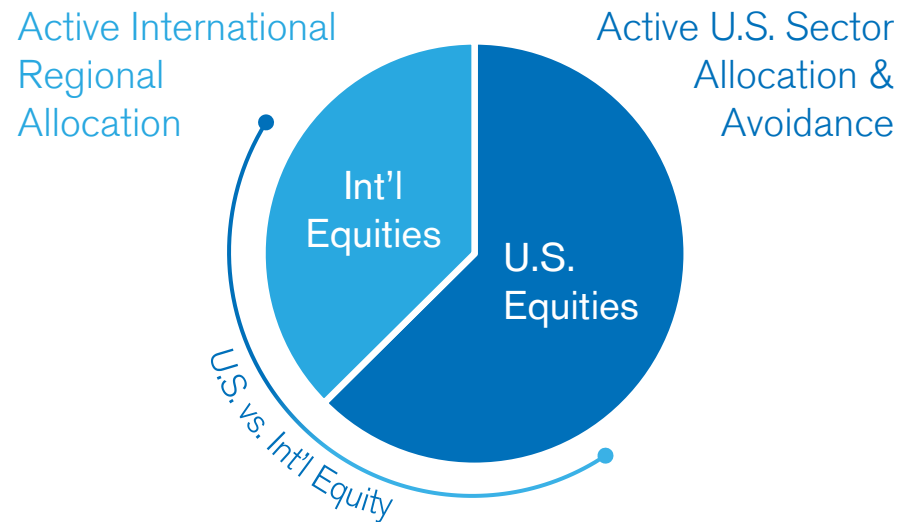 Active International
Regional
Allocation
Active U.S. Sector
Allocation &
Avoidance
Int'l
Equities
U.S.
Equities
U.S. vs. Int'l Equity